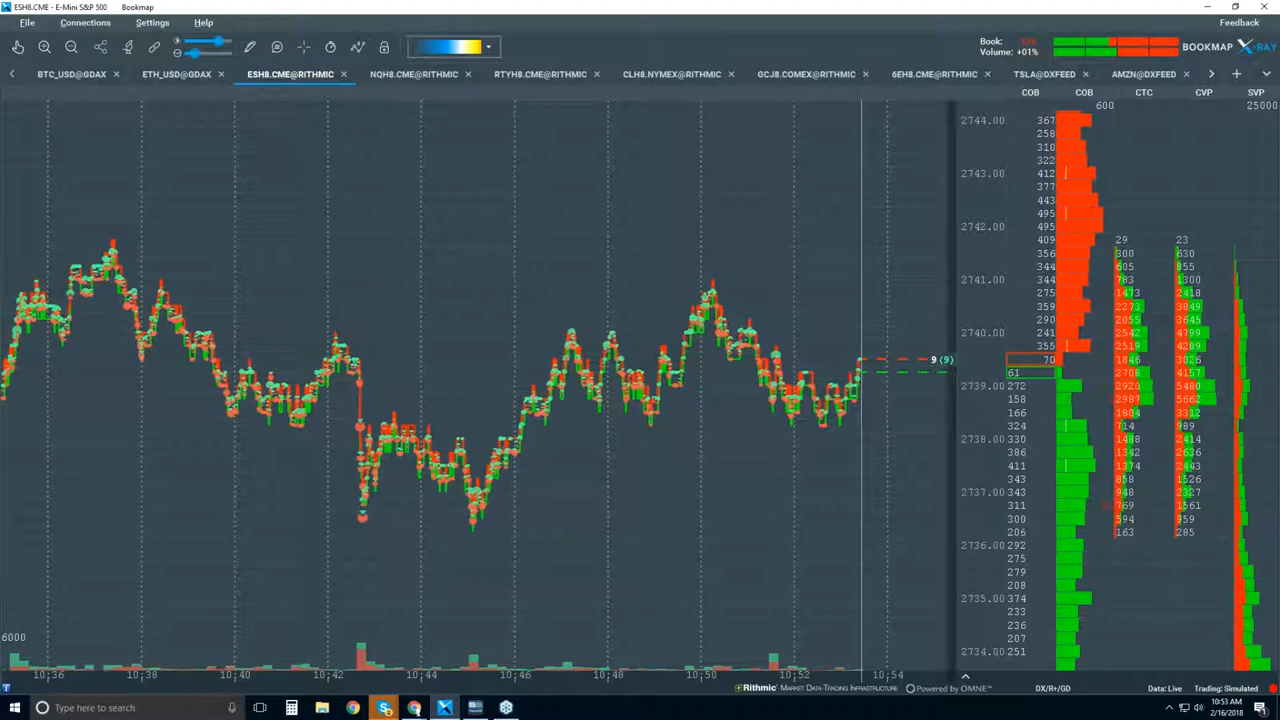 ESH8.CME - E-Mini S&P 500 Bookmap
File Connections Settings Help Feedback
Book: 13%
Volume: +01%
BOOKMAP X-RAY
BTC_USD@GDAX ETH_USD@GDAX ESH8.CME@RITHMIC NQH8.CME@RITHMIC RTYH8.CME@RITHMIC CLH8.NYMEX@RITHMIC GCJ8.COMEX@RITHMIC 6EH8.CME@RITHMIC TSLA@DXFEED AMZN@DXFEED
COB COB CTC CVP SVP
600 25000
2744.00 367
258
310
322
2743.00 412
377
443
495
2742.00 495
409 29 23
356 300 630
344 605 855
2741.00 344 783 1300
275 1473 2418
359 2273 3849
290 2055 3645
2740.00 241 2542 4799
355 2519 4289
9 (9) 70 1846 3026
61 2708 4157
2739.00 272 2920 5480
158 2987 5662
166 1804 3312
324 714 989
2738.00 330 1488 2414
386 1342 2636
411 1374 2443
343 858 1526
2737.00 343 948 2327
311 769 1561
300 594 959
206 163 285
2736.00 292
275
279
208
2735.00 374
233
236
6000 207
2734.00 251
10:36 10:38 10:40 10:42 10:44 10:46 10:48 10:50 10:52 10:54
Rithmic - MARKET DATA-TRADING INFRASTRUCTURE Powered by OMNE™ DX/R+/GD Data: Live Trading: Simulated
Type here to search 10:53 AM
2/16/2018